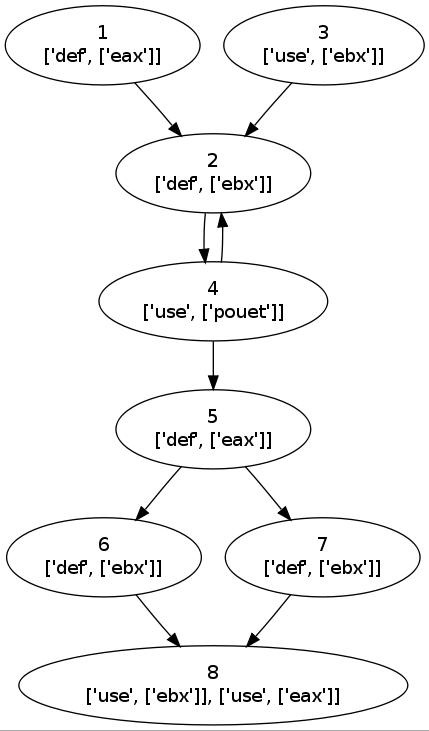 1
['def', ['eax']]
3
['use', ['ebx']]
2
['def', ['ebx']]
4
['use', ['pouet']]
5
['def', ['eax']]
6
['def', ['ebx']]
7
['def', ['ebx']]
8
['use', ['ebx']], ['use', ['eax']]